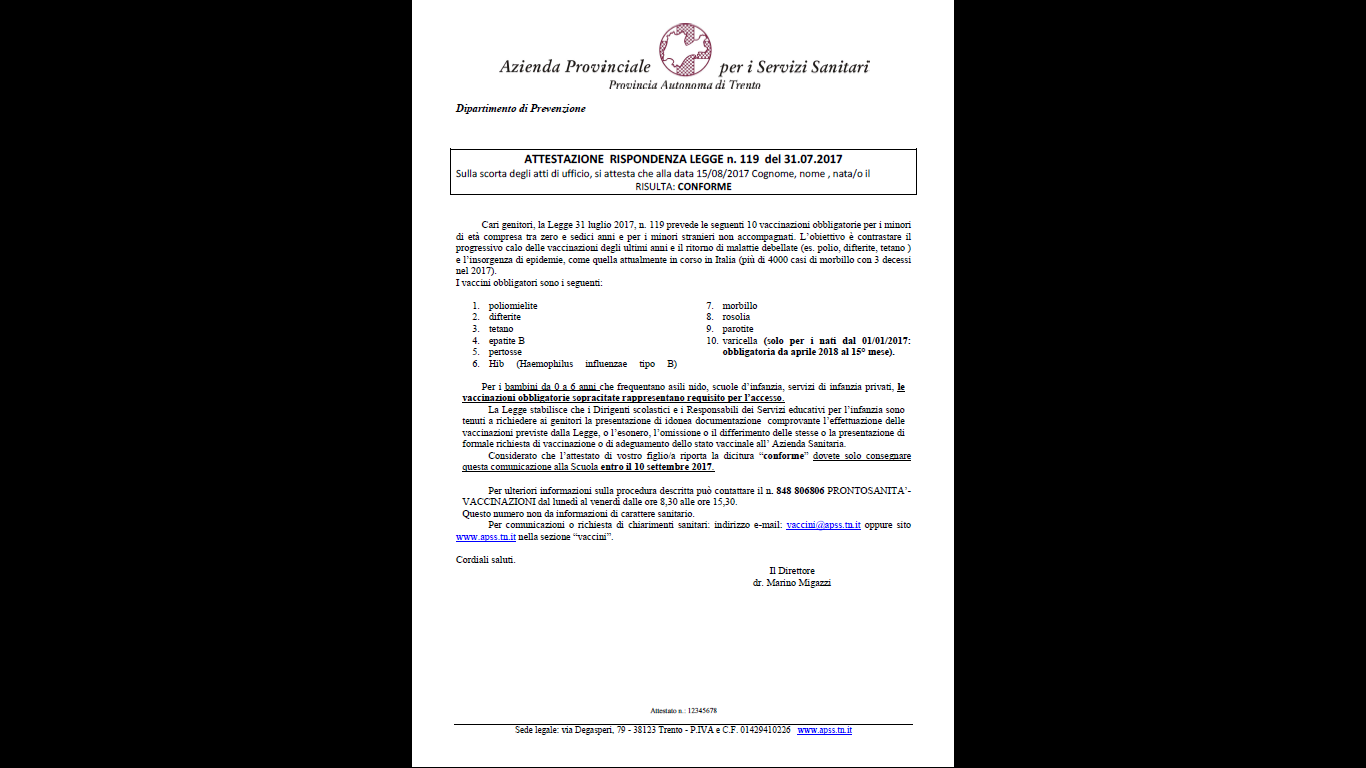 Azienda Provinciale per i Servizi Sanitari
Provincia Autonoma di Trento
Dipartimento di Prevenzione
ATTESTAZIONE RISPONDENZA LEGGE n. 119 del 31.07.2017
Sulla scorta degli atti di ufficio, si attesta che alla data 15/08/2017 Cognome, nome , nata/o il
RISULTA: CONFORME
Cari genitori, la Legge 31 luglio 2017, n. 119 prevede le seguenti 10 vaccinazioni obbligatorie per i minori
di età compresa tra zero e sedici anni e per i minori stranieri non accompagnati. L'obiettivo è contrastare il
progressivo calo delle vaccinazioni degli ultimi anni e il ritorno di malattie debellate (es. polio, difterite, tetano )
e l'insorgenza di epidemie, come quella attualmente in corso in Italia (più di 4000 casi di morbillo con 3 decessi
nel 2017).
I vaccini obbligatori sono i seguenti:
1. poliomielite
2. difterite
3. tetano
4. epatite B
5. pertosse
6. Hib (Haemophilus influenzae tipo B)
7. morbillo
8. rosolia
9. parotite
10. varicella (solo per i nati dal 01/01/2017:
obbligatoria da aprile 2018 al 15° mese).
Per i bambini da 0 a 6 anni che frequentano asili nido, scuole d'infanzia, servizi di infanzia privati, le
vaccinazioni obbligatorie sopracitate rappresentano requisito per l'accesso.
La Legge stabilisce che i Dirigenti scolastici e i Responsabili dei Servizi educativi per l'infanzia sono
tenuti a richiedere ai genitori la presentazione di idonea documentazione comprovante l'effettuazione delle
vaccinazioni previste dalla Legge, o l'esonero, l'omissione o il differimento delle stesse o la presentazione di
formale richiesta di vaccinazione o di adeguamento dello stato vaccinale all' Azienda Sanitaria.
Considerato che l'attestato di vostro figlio/a riporta la dicitura "conforme" dovete solo consegnare
questa comunicazione alla Scuola entro il 10 settembre 2017.
Per ulteriori informazioni sulla procedura descritta può contattare il n. 848 806806 PRONTOSANITA'-
VACCINAZIONI dal lunedì al venerdì dalle ore 8,30 alle ore 15,30.
Questo numero non da informazioni di carattere sanitario.
Per comunicazioni o richiesta di chiarimenti sanitari: indirizzo e-mail: vaccini@apss.tn.it oppure sito
www.apss.tn.it nella sezione "vaccini".
Cordiali saluti.
Il Direttore
dr. Marino Migazzi
Attestato n.: 12345678
Sede legale: via Degasperi, 79 - 38123 Trento - P.IVA e C.F. 01429410226 www.apss.tn.it